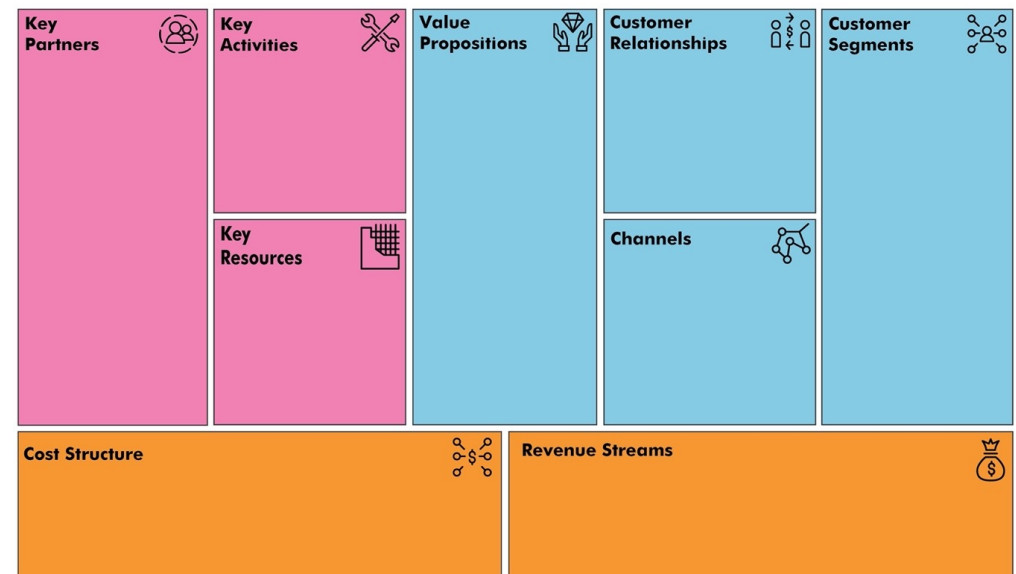 Key
Partners
Key
Activities
Value
Propositions
Customer
Relationships
Customer
Segments
Key
Resources
Channels
Cost Structure
Revenue Streams